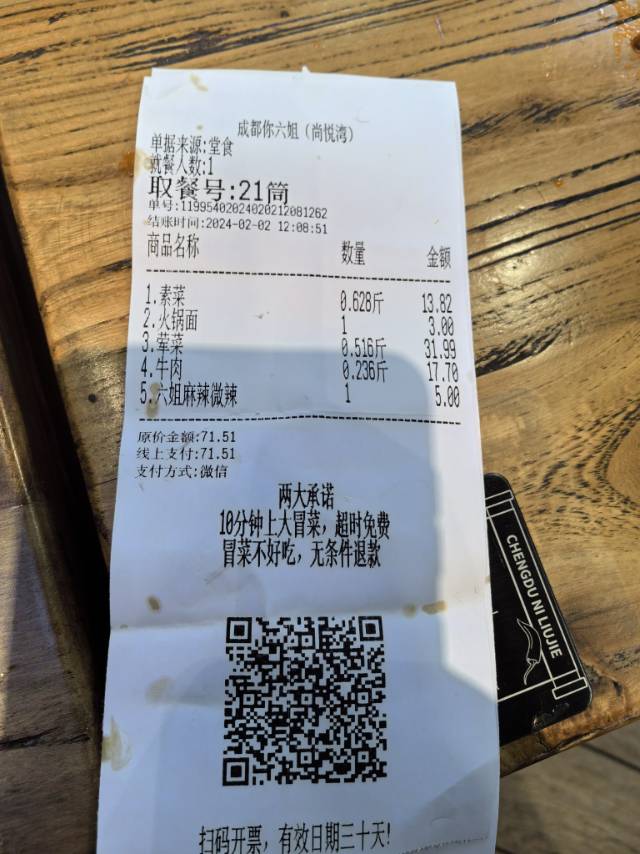 成都你六姐（尚悦湾）
单据来源:堂食
就餐人数:1
取餐号:21筒
单号:11995402024020212081262
结账时间:2024-02-02 12:08:51
商品名称 数量 金额
1.素菜 0.628斤 13.82
2.火锅面 1 3.00
3.荤菜 0.516斤 31.99
4.牛肉 0.236斤 17.70
5.六姐麻辣微辣 1 5.00
原价金额:71.51
线上支付:71.51
支付方式:微信
两大承诺
10分钟上大冒菜，超时免费
冒菜不好吃，无条件退款
扫码开票，有效日期三十天!
CHENGDU NI LIUJIE